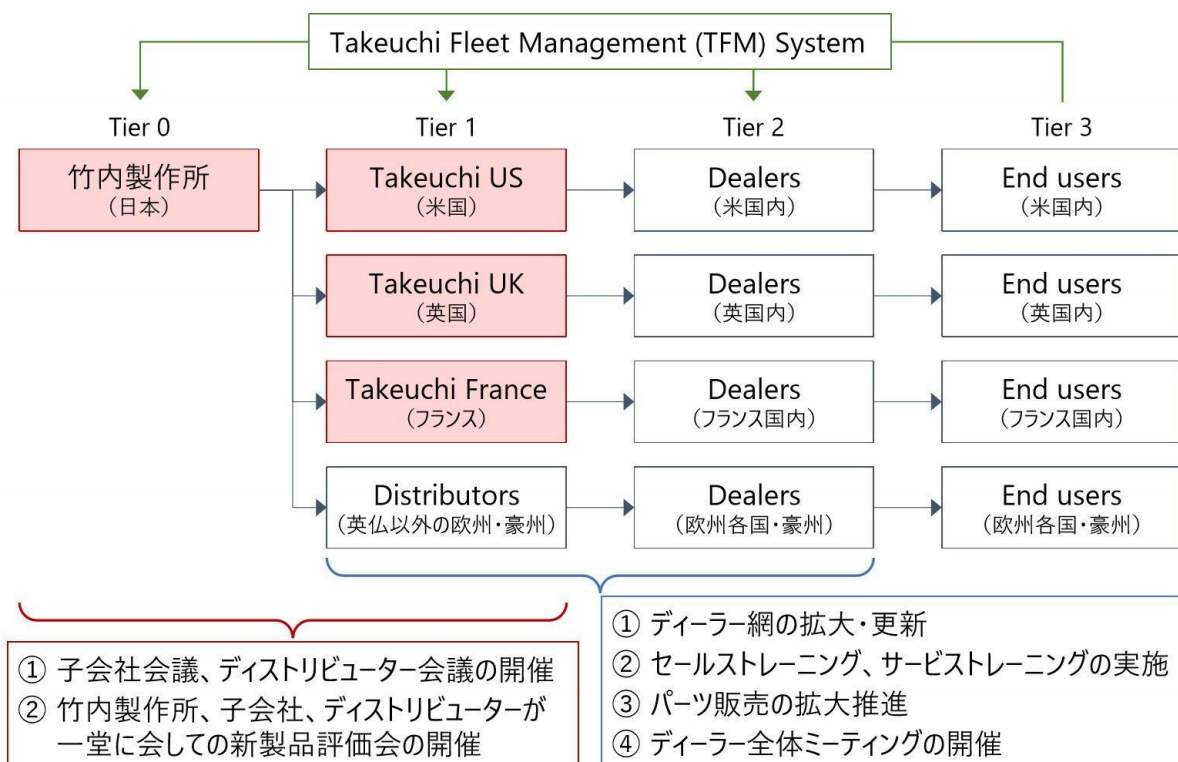 Takeuchi Fleet Management (TFM) System
Tier 0
Tier 1
Tier 2
Tier 3
竹内製作所
（日本）
Takeuchi US
（米国）
Dealers
（米国内）
End users
（米国内）
Takeuchi UK
（英国）
Dealers
（英国内）
End users
（英国内）
Takeuchi France
（フランス）
Dealers
（フランス国内）
End users
（フランス国内）
Distributors
（英仏以外の欧州・豪州）
Dealers
（欧州各国・豪州）
End users
（欧州各国・豪州）
① 子会社会議、ディストリビューター会議の開催
② 竹内製作所、子会社、ディストリビューターが
一堂に会しての新製品評価会の開催
① ディーラー網の拡大・更新
② セールストレーニング、サービストレーニングの実施
③ パーツ販売の拡大推進
④ ディーラー全体ミーティングの開催